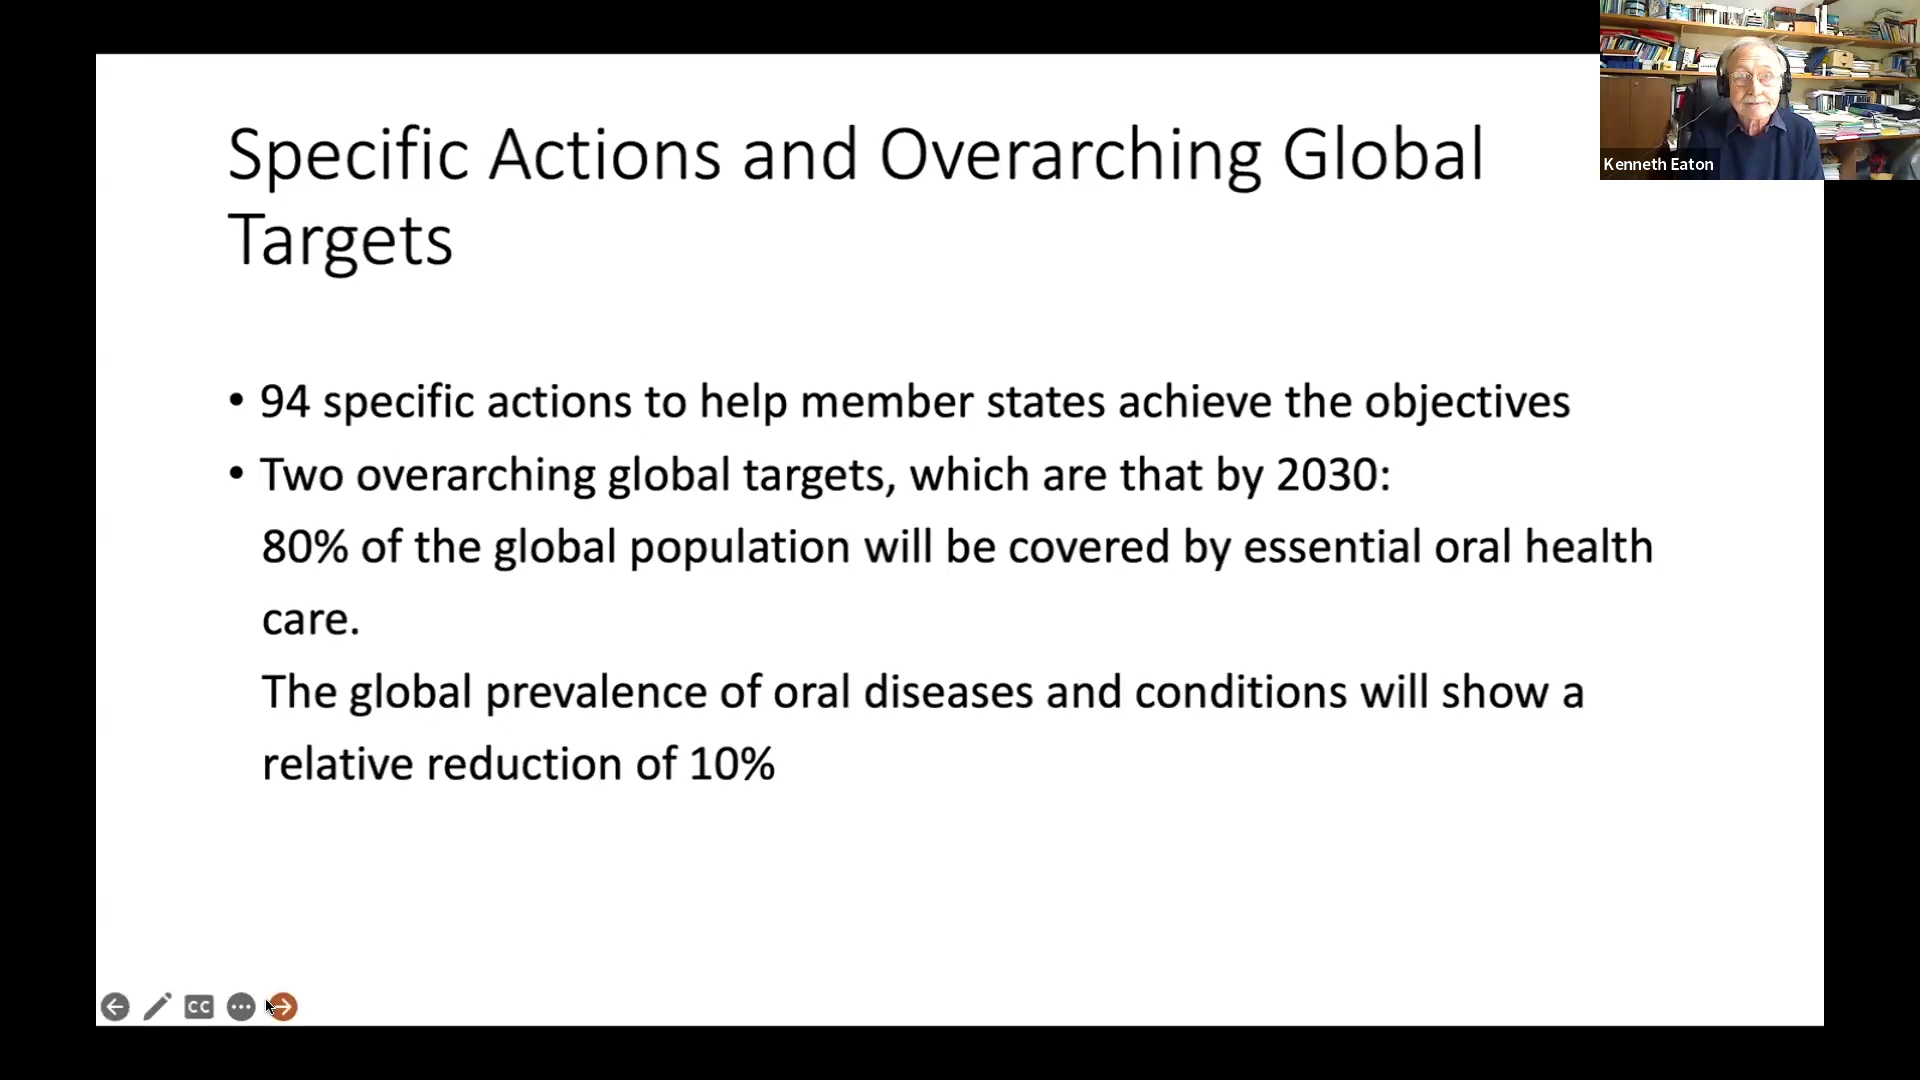 Specific Actions and Overarching Global
Targets
• 94 specific actions to help member states achieve the objectives
• Two overarching global targets, which are that by 2030:
80% of the global population will be covered by essential oral health
care.
The global prevalence of oral diseases and conditions will show a
relative reduction of 10%
Kenneth Eaton
CC